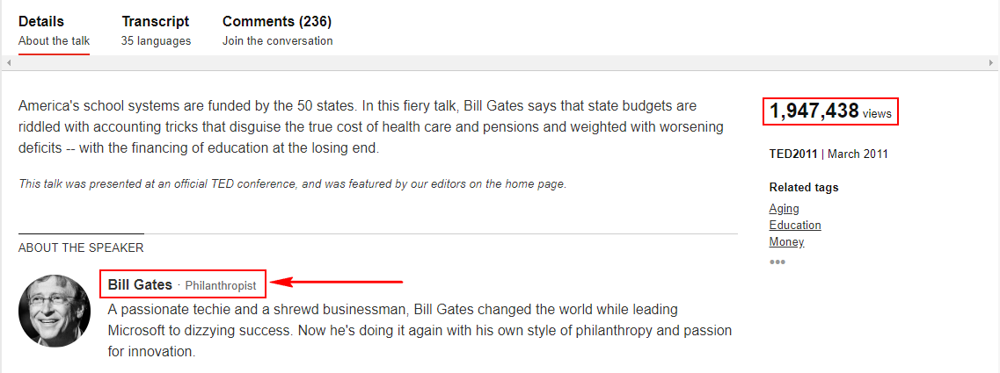 Details
About the talk
Transcript
35 languages
Comments (236)
Join the conversation
America's school systems are funded by the 50 states. In this fiery talk, Bill Gates says that state budgets are
riddled with accounting tricks that disguise the true cost of health care and pensions and weighted with worsening
deficits -- with the financing of education at the losing end.
This talk was presented at an official TED conference, and was featured by our editors on the home page.
1,947,438 views
TED2011 | March 2011
Related tags
Aging
Education
Money
•••
ABOUT THE SPEAKER
Bill Gates · Philanthropist
A passionate techie and a shrewd businessman, Bill Gates changed the world while leading
Microsoft to dizzying success. Now he's doing it again with his own style of philanthropy and passion
for innovation.